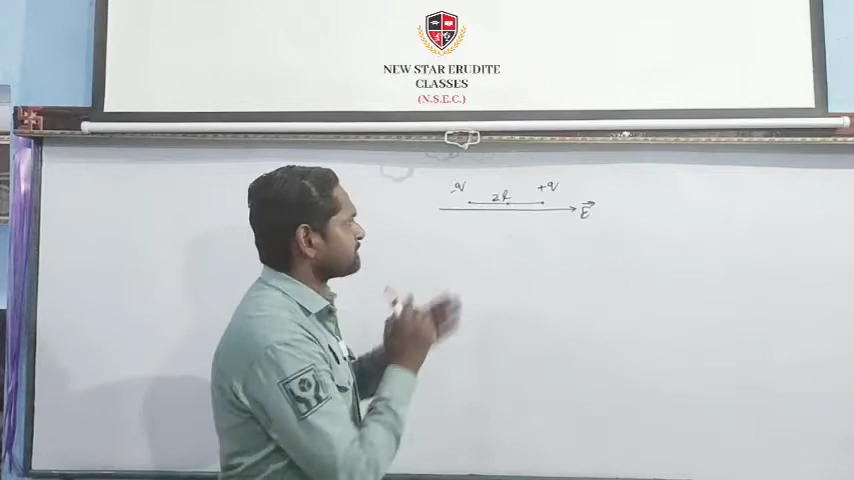 NEW STAR ERUDITE
CLASSES
(N.S.E.C.)
-q +q
2l
E